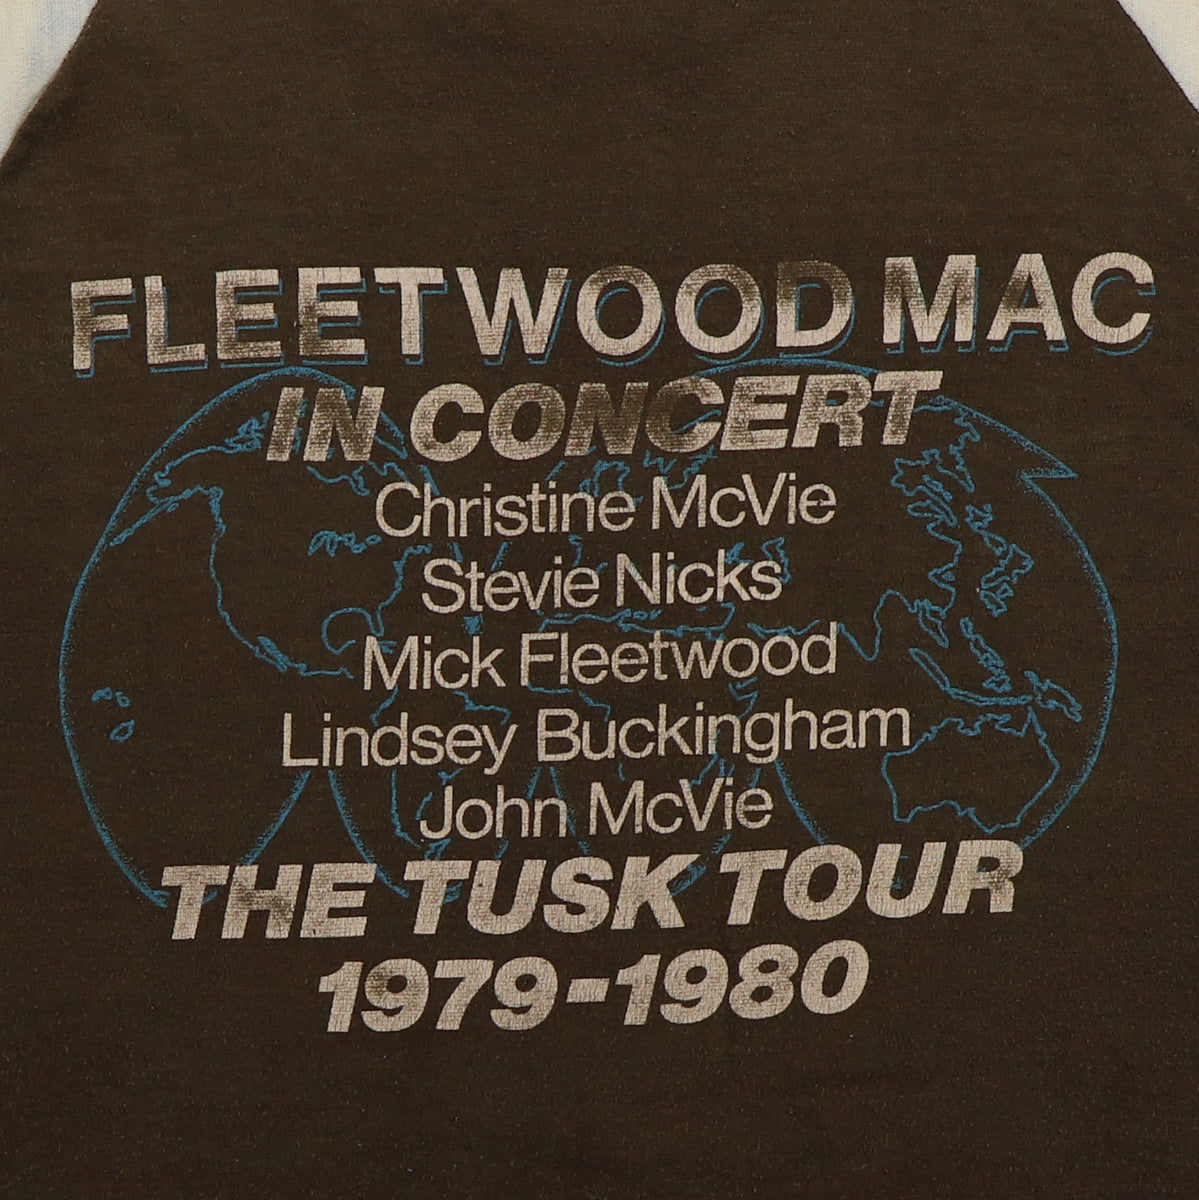 FLEETWOOD MAC
IN CONCERT
Christine McVie
Stevie Nicks
Mick Fleetwood
Lindsey Buckingham
John McVie
THE TUSK TOUR
1979-1980